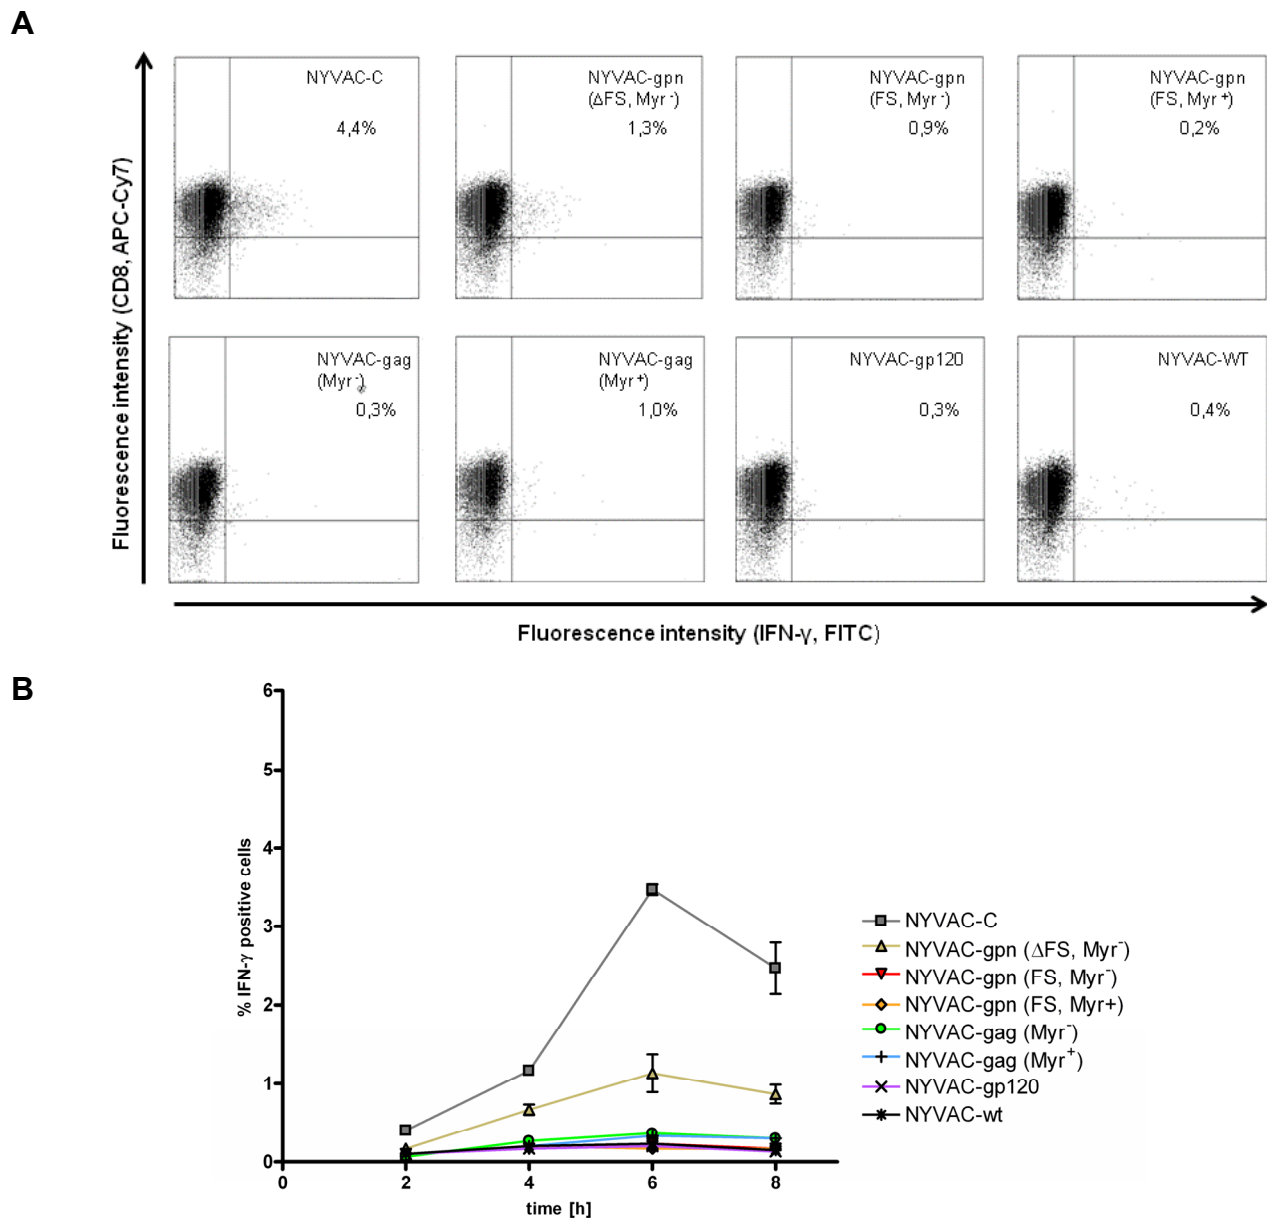 A
NYVAC-C
4,4%
NYVAC-gpn
(ΔFS, Myr⁻)
1,3%
NYVAC-gpn
(FS, Myr⁻)
0,9%
NYVAC-gpn
(FS, Myr⁺)
0,2%
Fluorescence intensity (CD8, APC-Cy7)
NYVAC-gag
(Myr⁻)
0,3%
NYVAC-gag
(Myr⁺)
1,0%
NYVAC-gp120
0,3%
NYVAC-WT
0,4%
Fluorescence intensity (IFN-γ, FITC)
B
% IFN-γ positive cells
6
5
4
3
2
1
0
0 2 4 6 8
time [h]
NYVAC-C
NYVAC-gpn (ΔFS, Myr⁻)
NYVAC-gpn (FS, Myr⁻)
NYVAC-gpn (FS, Myr+)
NYVAC-gag (Myr⁻)
NYVAC-gag (Myr⁺)
NYVAC-gp120
NYVAC-wt